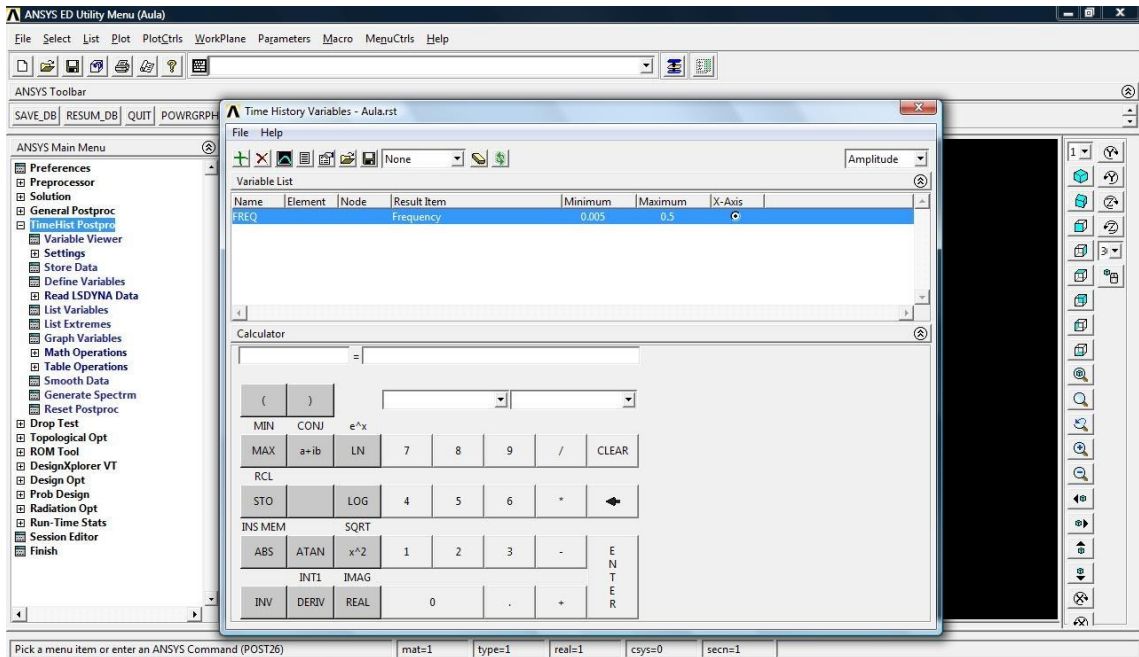 ANSYS ED Utility Menu (Aula)
File Select List Plot PlotCtrls WorkPlane Parameters Macro MenuCtrls Help
ANSYS Toolbar
SAVE_DB RESUM_DB QUIT POWRGRPH
ANSYS Main Menu
Preferences
Preprocessor
Solution
General Postproc
TimeHist Postpro
Variable Viewer
Settings
Store Data
Define Variables
Read LSDYNA Data
List Variables
List Extremes
Graph Variables
Math Operations
Table Operations
Smooth Data
Generate Spectrm
Reset Postproc
Drop Test
Topological Opt
ROM Tool
DesignXplorer VT
Design Opt
Prob Design
Radiation Opt
Run-Time Stats
Session Editor
Finish
Time History Variables - Aula.rst
File Help
None Amplitude
Variable List
Name Element Node Result Item Minimum Maximum X-Axis
FREQ Frequency 0.005 0.5
Calculator
=
( )
MIN CONJ e^x
MAX a+ib LN 7 8 9 / CLEAR
RCL
STO LOG 4 5 6 *
INS MEM SQRT
ABS ATAN x^2 1 2 3 - ENTER
INT1 IMAG
INV DERIV REAL 0 . +
1
Pick a menu item or enter an ANSYS Command (POST26) mat=1 type=1 real=1 csys=0 secn=1